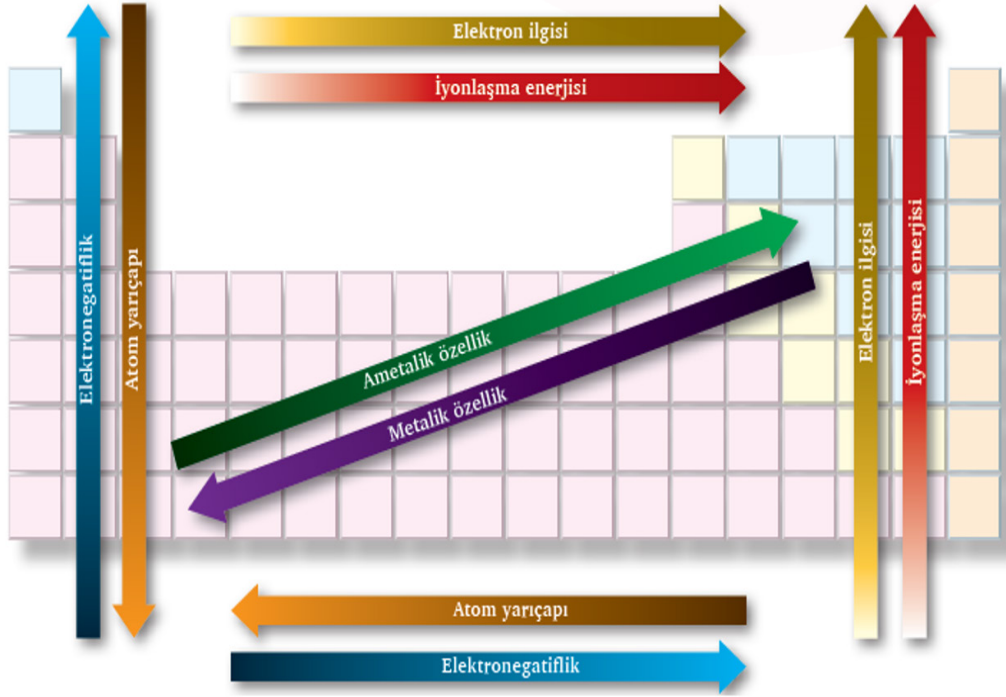 Elektron ilgisi
İyonlaşma enerjisi
Elektronegatiflik
Atom yarıçapı
Ametalik özellik
Metalik özellik
Elektron ilgisi
İyonlaşma enerjisi
Atom yarıçapı
Elektronegatiflik